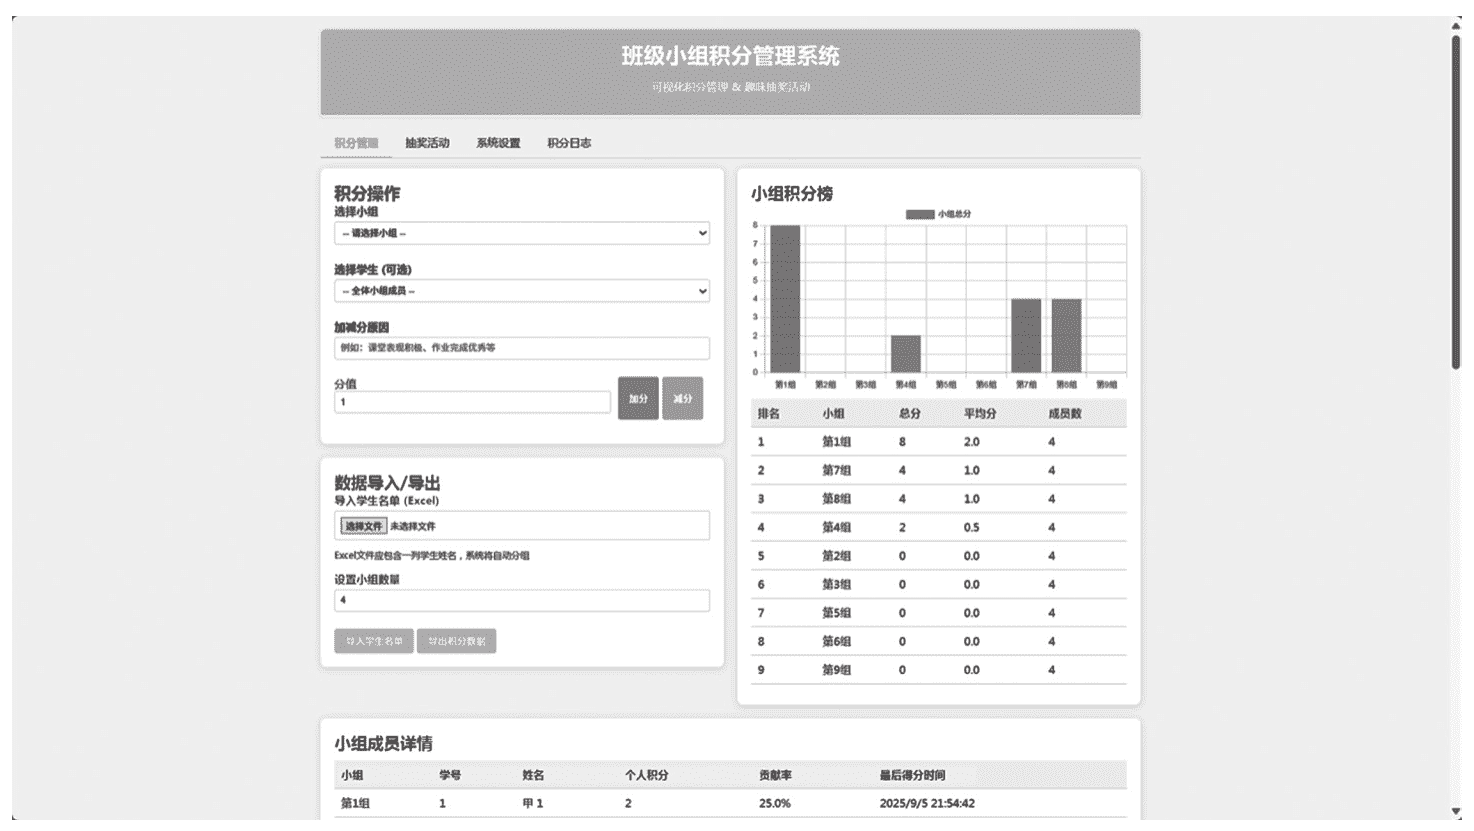 班级小组积分管理系统
可视化积分管理 & 趣味抽奖活动
积分管理 抽奖活动 系统设置 积分日志
积分操作
选择小组
-- 请选择小组 --
选择学生 (可选)
-- 全体小组成员 --
加减分原因
例如：课堂表现积极、作业完成优秀等
分值
1
加分 减分
数据导入/导出
导入学生名单 (Excel)
选择文件 未选择文件
Excel文件应包含一列学生姓名，系统将自动分组
设置小组数量
4
导入学生名单 导出积分数据
小组积分榜
小组总分
8
7
6
5
4
3
2
1
0
第1组 第2组 第3组 第4组 第5组 第6组 第7组 第8组 第9组
排名 小组 总分 平均分 成员数
1 第1组 8 2.0 4
2 第7组 4 1.0 4
3 第8组 4 1.0 4
4 第4组 2 0.5 4
5 第2组 0 0.0 4
6 第3组 0 0.0 4
7 第5组 0 0.0 4
8 第6组 0 0.0 4
9 第9组 0 0.0 4
小组成员详情
小组 学号 姓名 个人积分 贡献率 最后得分时间
第1组 1 甲 1 2 25.0% 2025/9/5 21:54:42